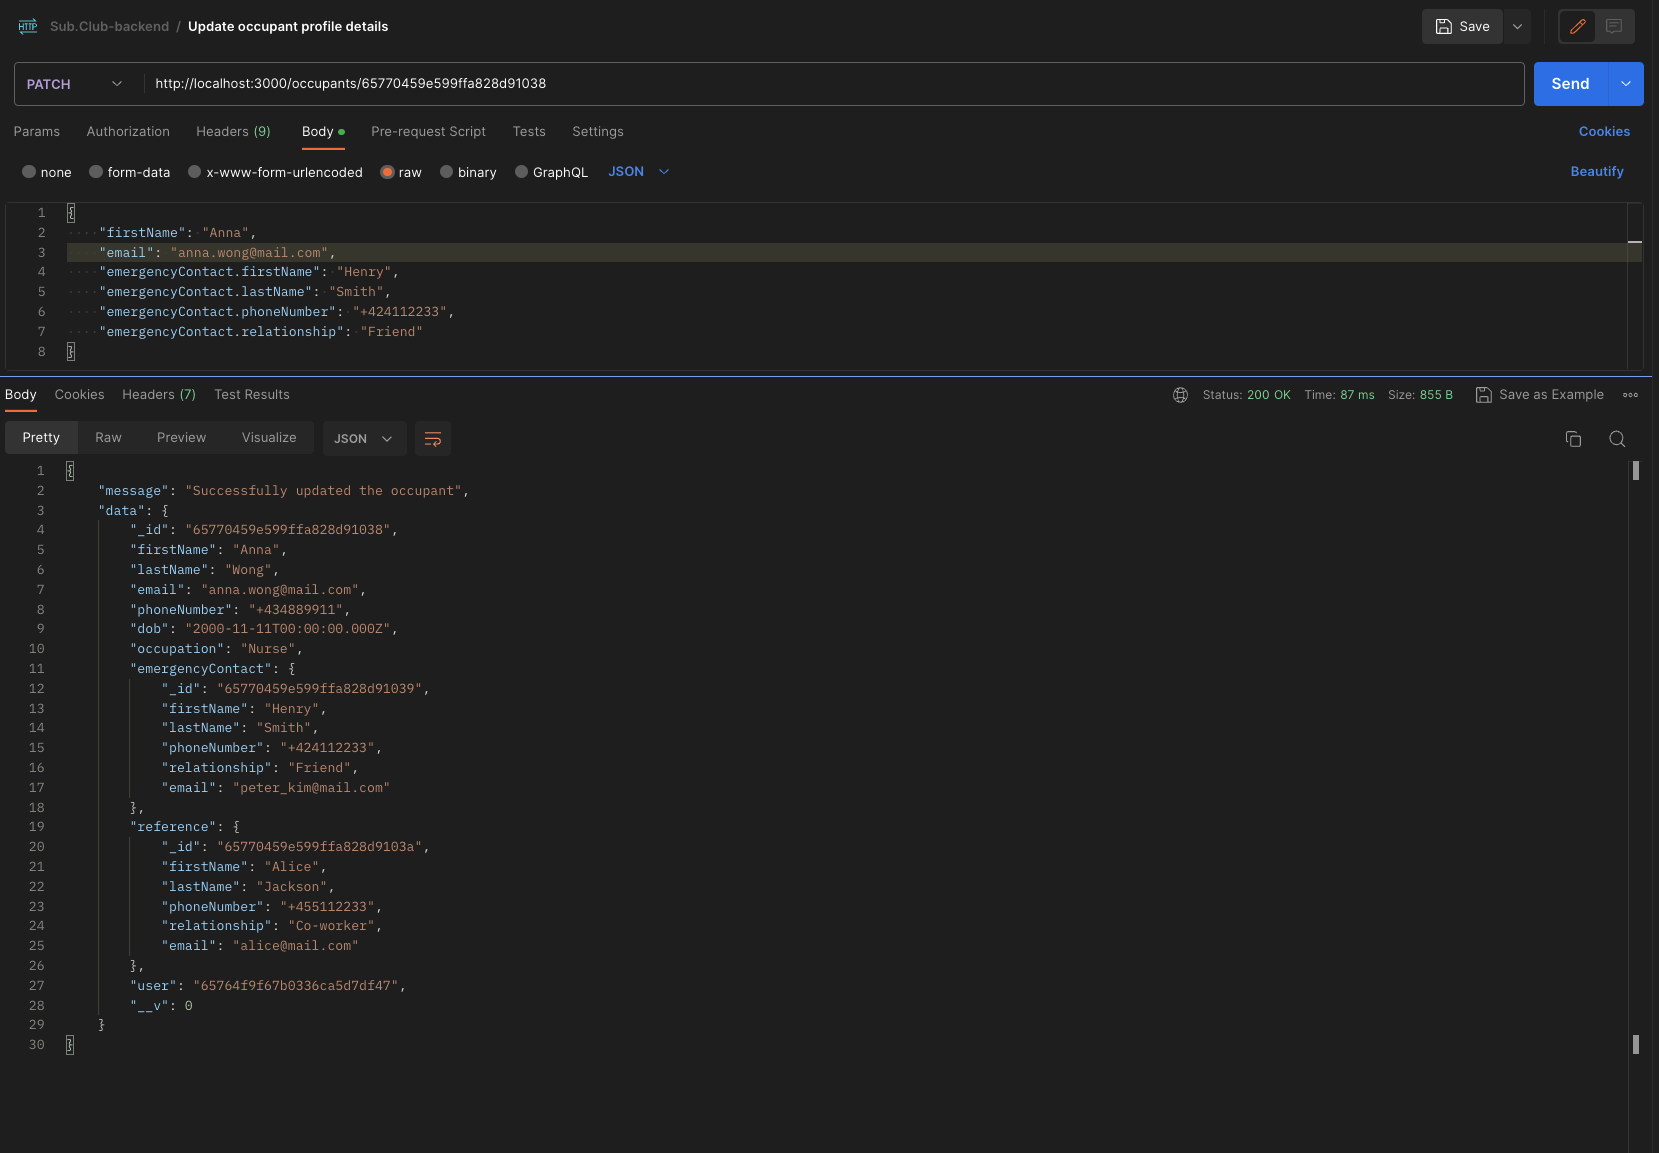 HTTP Sub.Club-backend / Update occupant profile details Save
PATCH http://localhost:3000/occupants/65770459e599ffa828d91038 Send
Params Authorization Headers (9) Body Pre-request Script Tests Settings Cookies
none form-data x-www-form-urlencoded raw binary GraphQL JSON Beautify
1 {
2 "firstName": "Anna",
3 "email": "anna.wong@mail.com",
4 "emergencyContact.firstName": "Henry",
5 "emergencyContact.lastName": "Smith",
6 "emergencyContact.phoneNumber": "+424112233",
7 "emergencyContact.relationship": "Friend"
8 }
Body Cookies Headers (7) Test Results Status: 200 OK Time: 87 ms Size: 855 B Save as Example
Pretty Raw Preview Visualize JSON
1 {
2 "message": "Successfully updated the occupant",
3 "data": {
4 "_id": "65770459e599ffa828d91038",
5 "firstName": "Anna",
6 "lastName": "Wong",
7 "email": "anna.wong@mail.com",
8 "phoneNumber": "+434889911",
9 "dob": "2000-11-11T00:00:00.000Z",
10 "occupation": "Nurse",
11 "emergencyContact": {
12 "_id": "65770459e599ffa828d91039",
13 "firstName": "Henry",
14 "lastName": "Smith",
15 "phoneNumber": "+424112233",
16 "relationship": "Friend",
17 "email": "peter_kim@mail.com"
18 },
19 "reference": {
20 "_id": "65770459e599ffa828d9103a",
21 "firstName": "Alice",
22 "lastName": "Jackson",
23 "phoneNumber": "+455112233",
24 "relationship": "Co-worker",
25 "email": "alice@mail.com"
26 },
27 "user": "65764f9f67b0336ca5d7df47",
28 "__v": 0
29 }
30 }